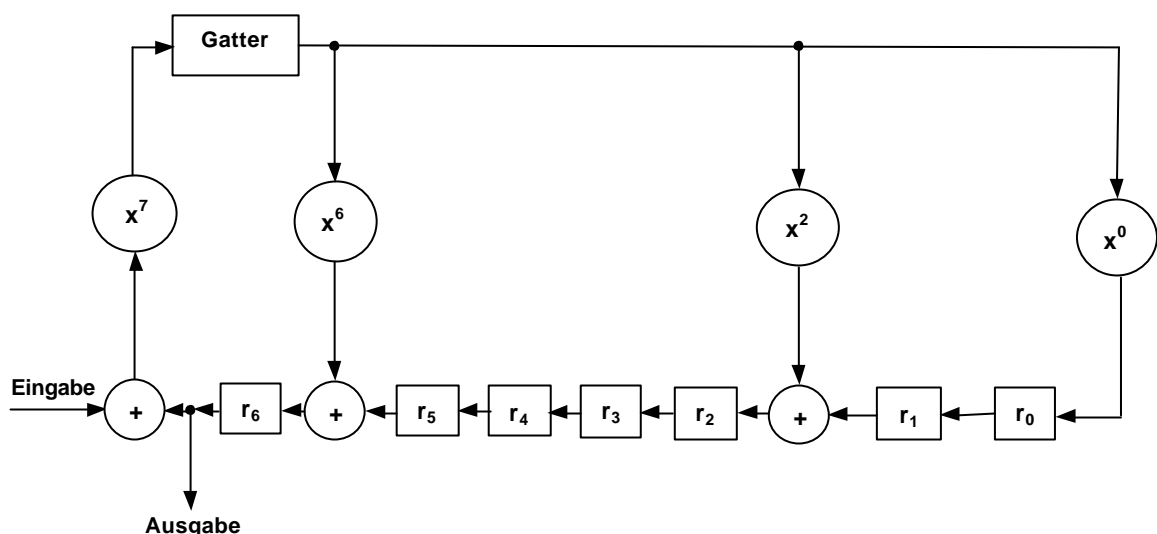 Gatter
x⁷
x⁶
x²
x⁰
Eingabe
+
r₆
+
r₅
r₄
r₃
r₂
+
r₁
r₀
Ausgabe